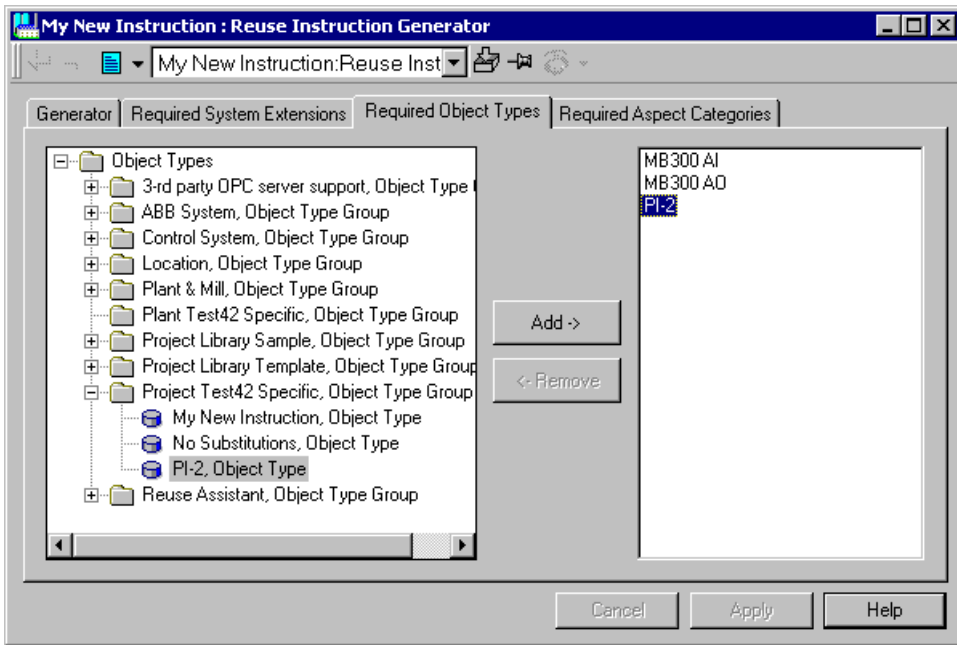 My New Instruction : Reuse Instruction Generator
My New Instruction:Reuse Inst
Generator
Required System Extensions
Required Object Types
Required Aspect Categories
Object Types
3-rd party OPC server support, Object Type
ABB System, Object Type Group
Control System, Object Type Group
Location, Object Type Group
Plant & Mill, Object Type Group
Plant Test42 Specific, Object Type Group
Project Library Sample, Object Type Group
Project Library Template, Object Type Group
Project Test42 Specific, Object Type Group
My New Instruction, Object Type
No Substitutions, Object Type
PI-2, Object Type
Reuse Assistant, Object Type Group
Add ->
<- Remove
MB300 AI
MB300 AO
PI-2
Cancel
Apply
Help